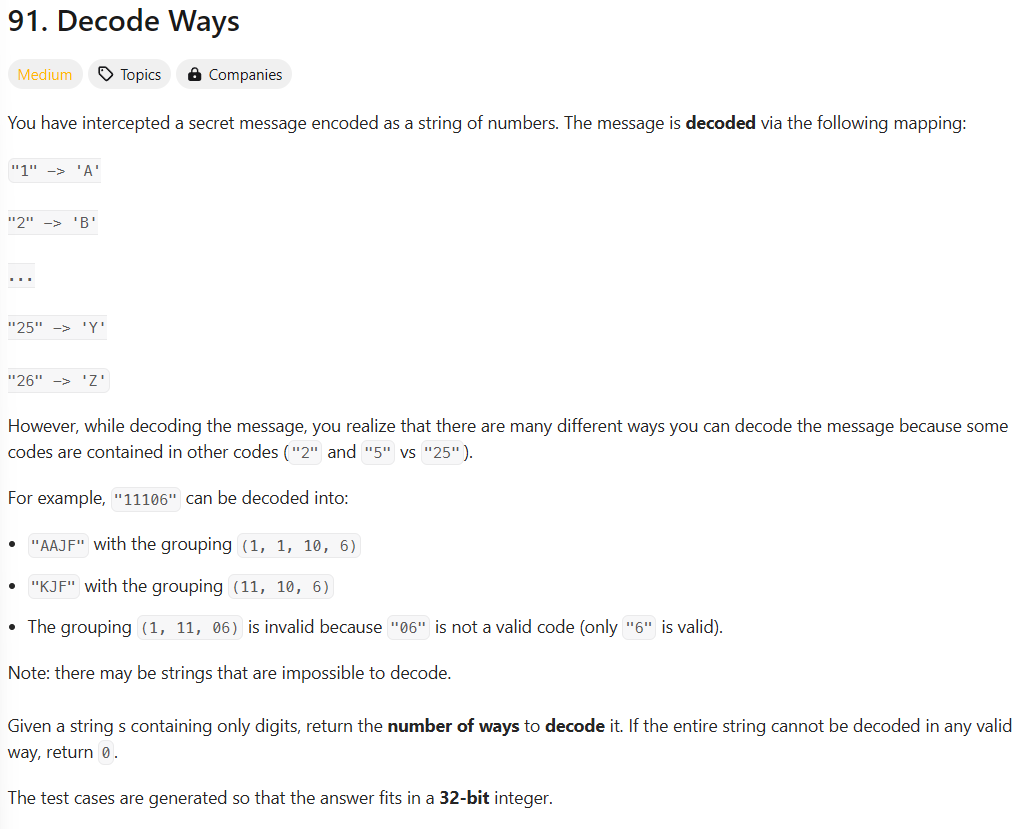 91. Decode Ways
Medium Topics Companies
You have intercepted a secret message encoded as a string of numbers. The message is decoded via the following mapping:
"1" -> 'A'
"2" -> 'B'
...
"25" -> 'Y'
"26" -> 'Z'
However, while decoding the message, you realize that there are many different ways you can decode the message because some
codes are contained in other codes ("2" and "5" vs "25").
For example, "11106" can be decoded into:
• "AAJF" with the grouping (1, 1, 10, 6)
• "KJF" with the grouping (11, 10, 6)
• The grouping (1, 11, 06) is invalid because "06" is not a valid code (only "6" is valid).
Note: there may be strings that are impossible to decode.
Given a string s containing only digits, return the number of ways to decode it. If the entire string cannot be decoded in any valid
way, return 0.
The test cases are generated so that the answer fits in a 32-bit integer.